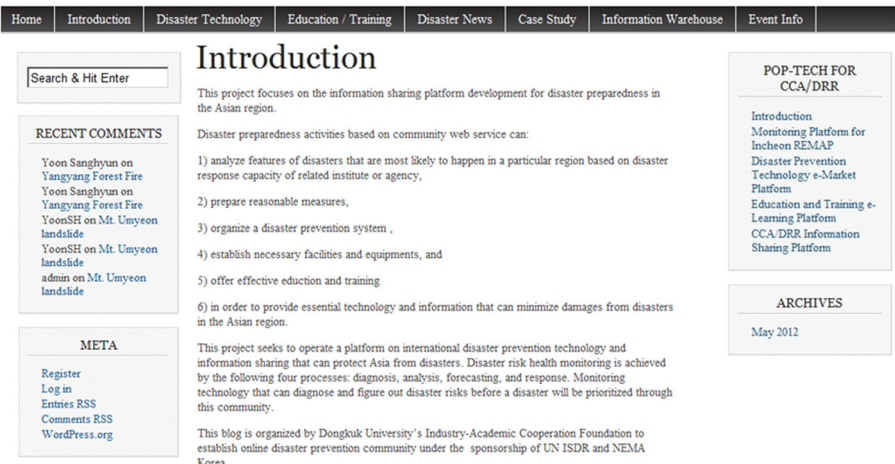 Home Introduction Disaster Technology Education / Training Disaster News Case Study Information Warehouse Event Info
Search & Hit Enter
RECENT COMMENTS
Yoon Sanghyun on
Yangyang Forest Fire
Yoon Sanghyun on
Yangyang Forest Fire
YoonSH on Mt. Umyeon
landslide
YoonSH on Mt. Umyeon
landslide
admin on Mt. Umyeon
landslide
META
Register
Log in
Entries RSS
Comments RSS
WordPress.org
Introduction
This project focuses on the information sharing platform development for disaster preparedness in
the Asian region.
Disaster preparedness activities based on community web service can:
1) analyze features of disasters that are most likely to happen in a particular region based on disaster
response capacity of related institute or agency,
2) prepare reasonable measures,
3) organize a disaster prevention system ,
4) establish necessary facilities and equipments, and
5) offer effective eduction and training
6) in order to provide essential technology and information that can minimize damages from disasters
in the Asian region.
This project seeks to operate a platform on international disaster prevention technology and
information sharing that can protect Asia from disasters. Disaster risk health monitoring is achieved
by the following four processes: diagnosis, analysis, forecasting, and response. Monitoring
technology that can diagnose and figure out disaster risks before a disaster will be prioritized through
this community.
This blog is organized by Dongkuk University's Industry-Academic Cooperation Foundation to
establish online disaster prevention community under the sponsorship of UN ISDR and NEMA
Korea
POP-TECH FOR
CCA/DRR
Introduction
Monitoring Platform for
Incheon REMAP
Disaster Prevention
Technology e-Market
Platform
Education and Training e-
Learning Platform
CCA/DRR Information
Sharing Platform
ARCHIVES
May 2012